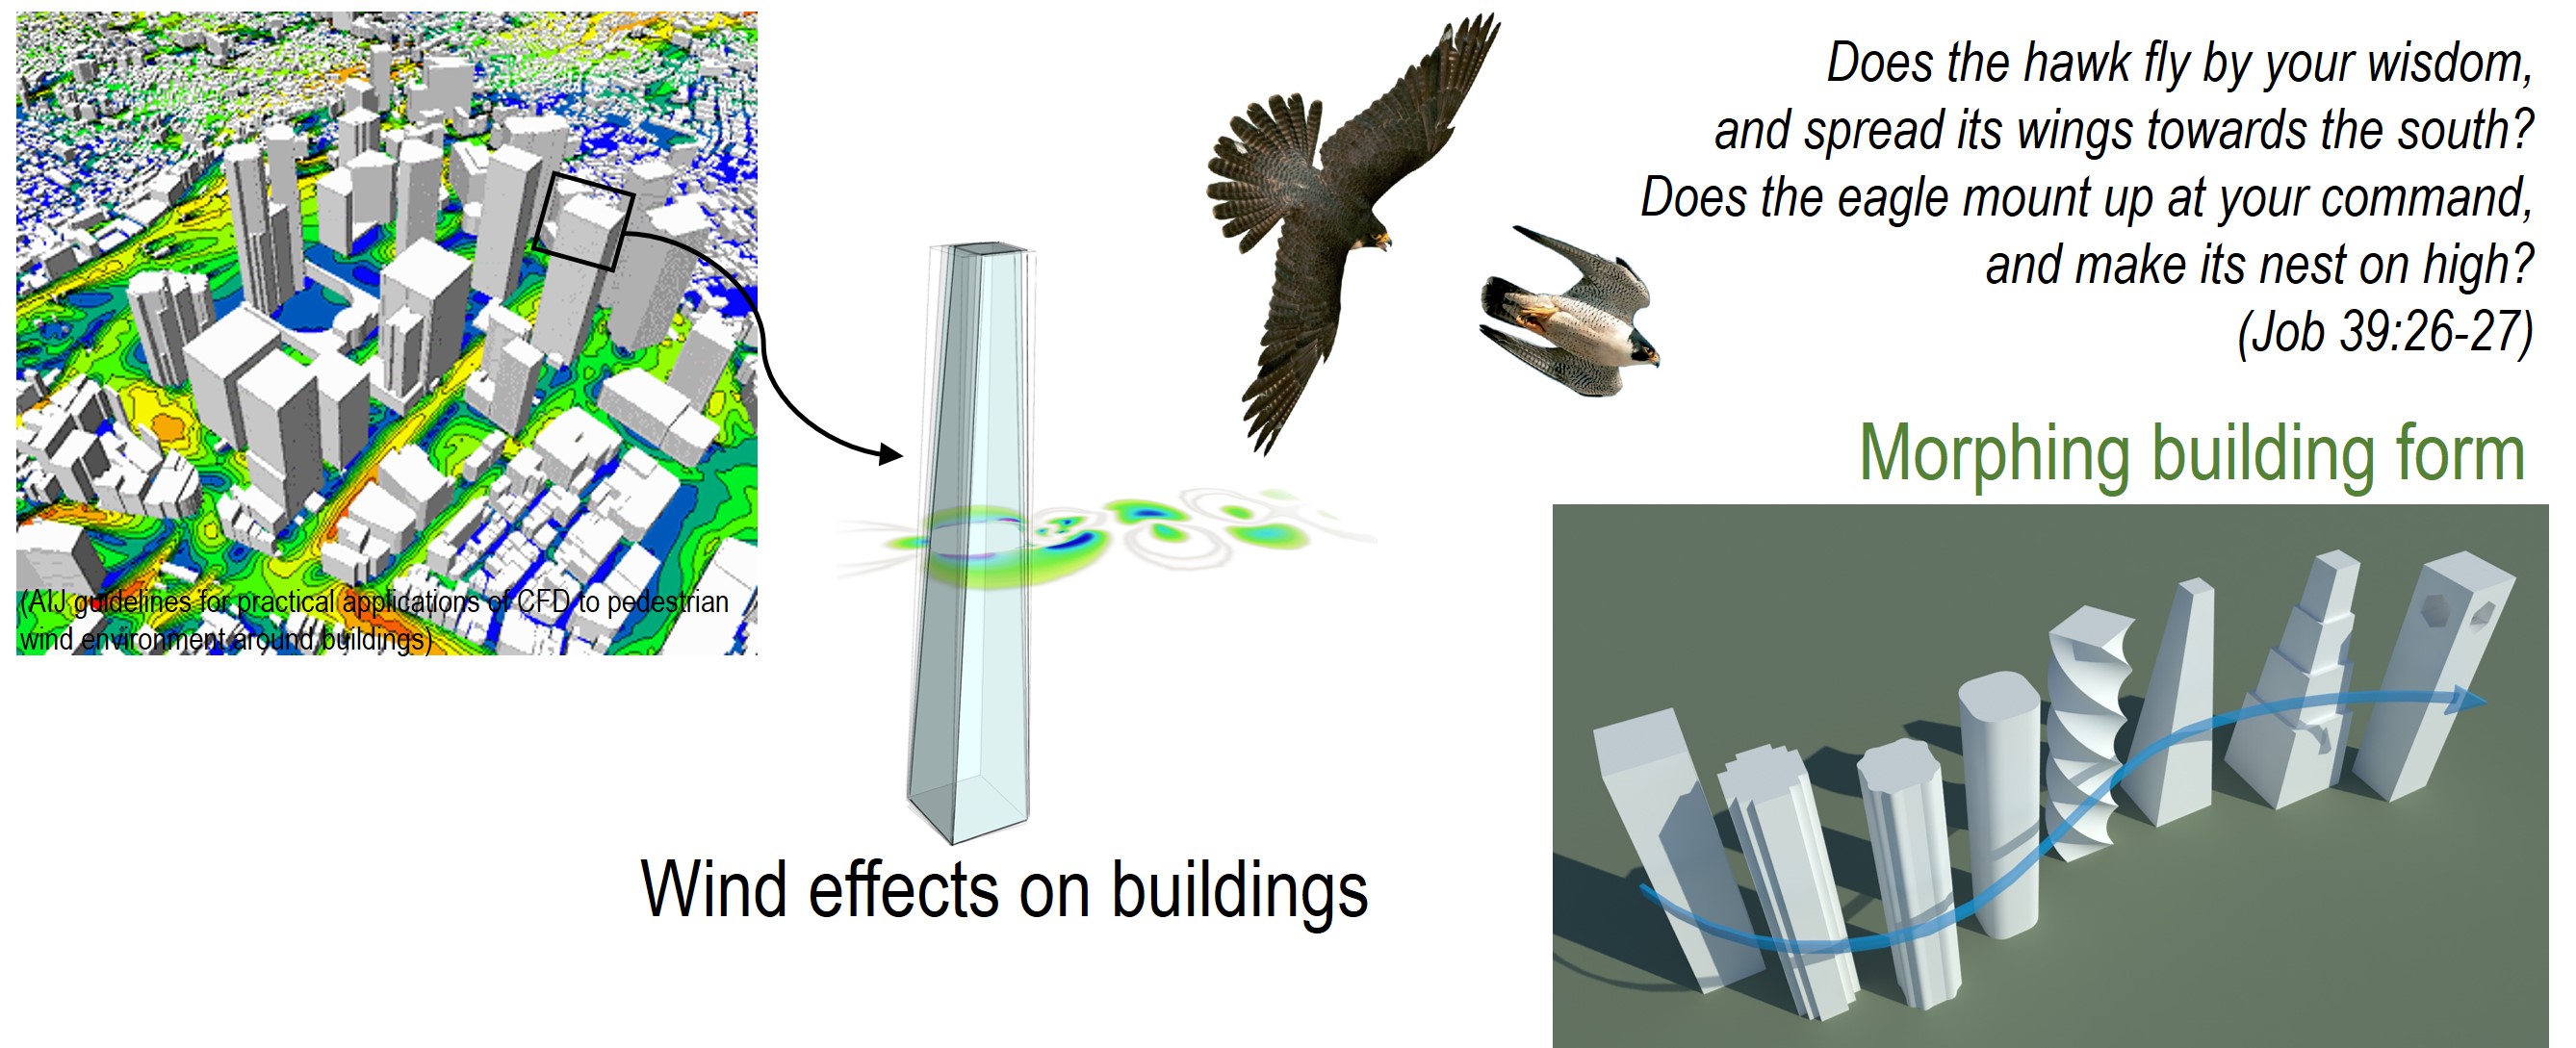 Does the hawk fly by your wisdom,
and spread its wings towards the south?
Does the eagle mount up at your command,
and make its nest on high?
(Job 39:26-27)
Morphing building form
(AIJ guidelines for practical applications of CFD to pedestrian
wind environment around buildings)
Wind effects on buildings